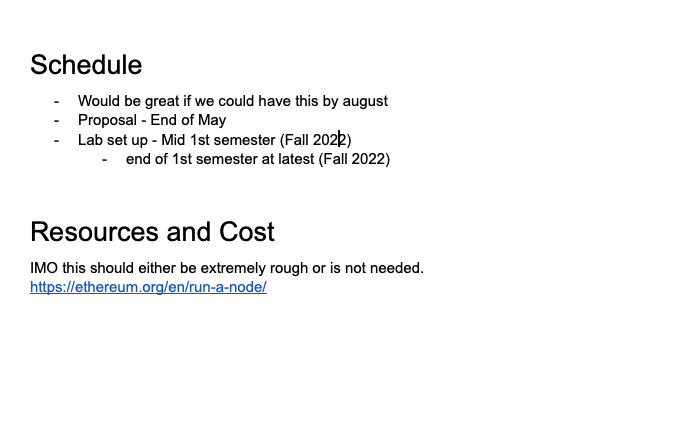 Schedule
- Would be great if we could have this by august
- Proposal - End of May
- Lab set up - Mid 1st semester (Fall 2022)
- end of 1st semester at latest (Fall 2022)
Resources and Cost
IMO this should either be extremely rough or is not needed.
https://ethereum.org/en/run-a-node/